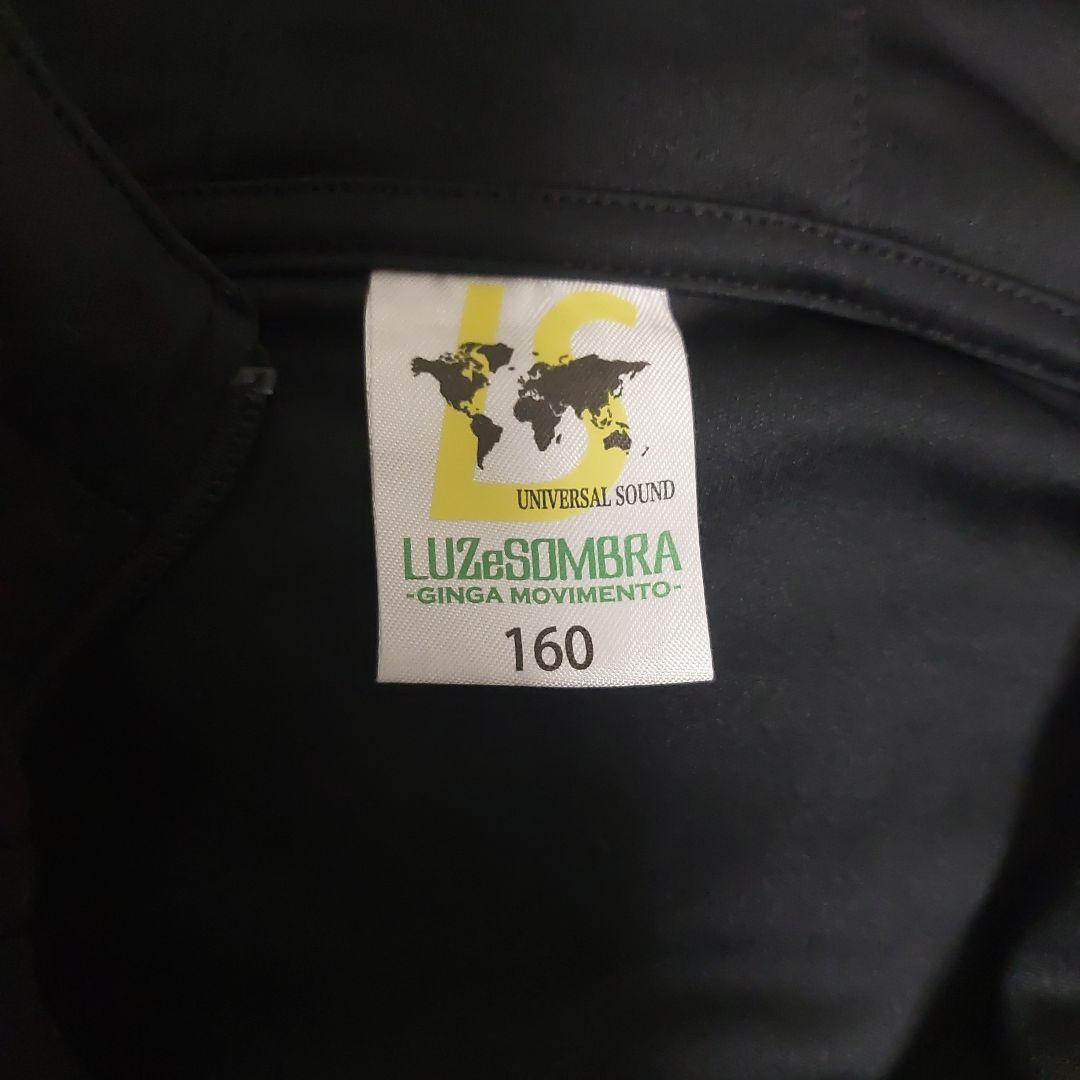 LS
UNIVERSAL SOUND
LUZeSOMBRA
-GINGA MOVIMENTO-
160